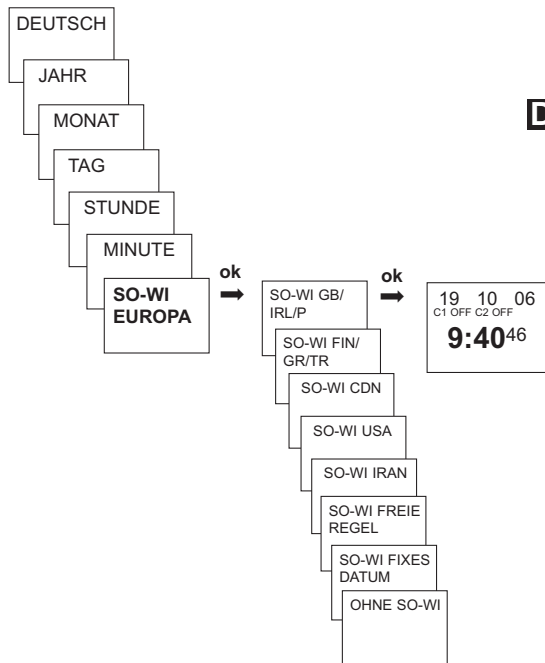 DEUTSCH
JAHR
MONAT
TAG
STUNDE
MINUTE
SO-WI
EUROPA
ok
SO-WI GB/
IRL/P
SO-WI FIN/
GR/TR
SO-WI CDN
SO-WI USA
SO-WI IRAN
SO-WI FREIE
REGEL
SO-WI FIXES
DATUM
OHNE SO-WI
ok
19 10 06
C1 OFF C2 OFF
9:4046
D